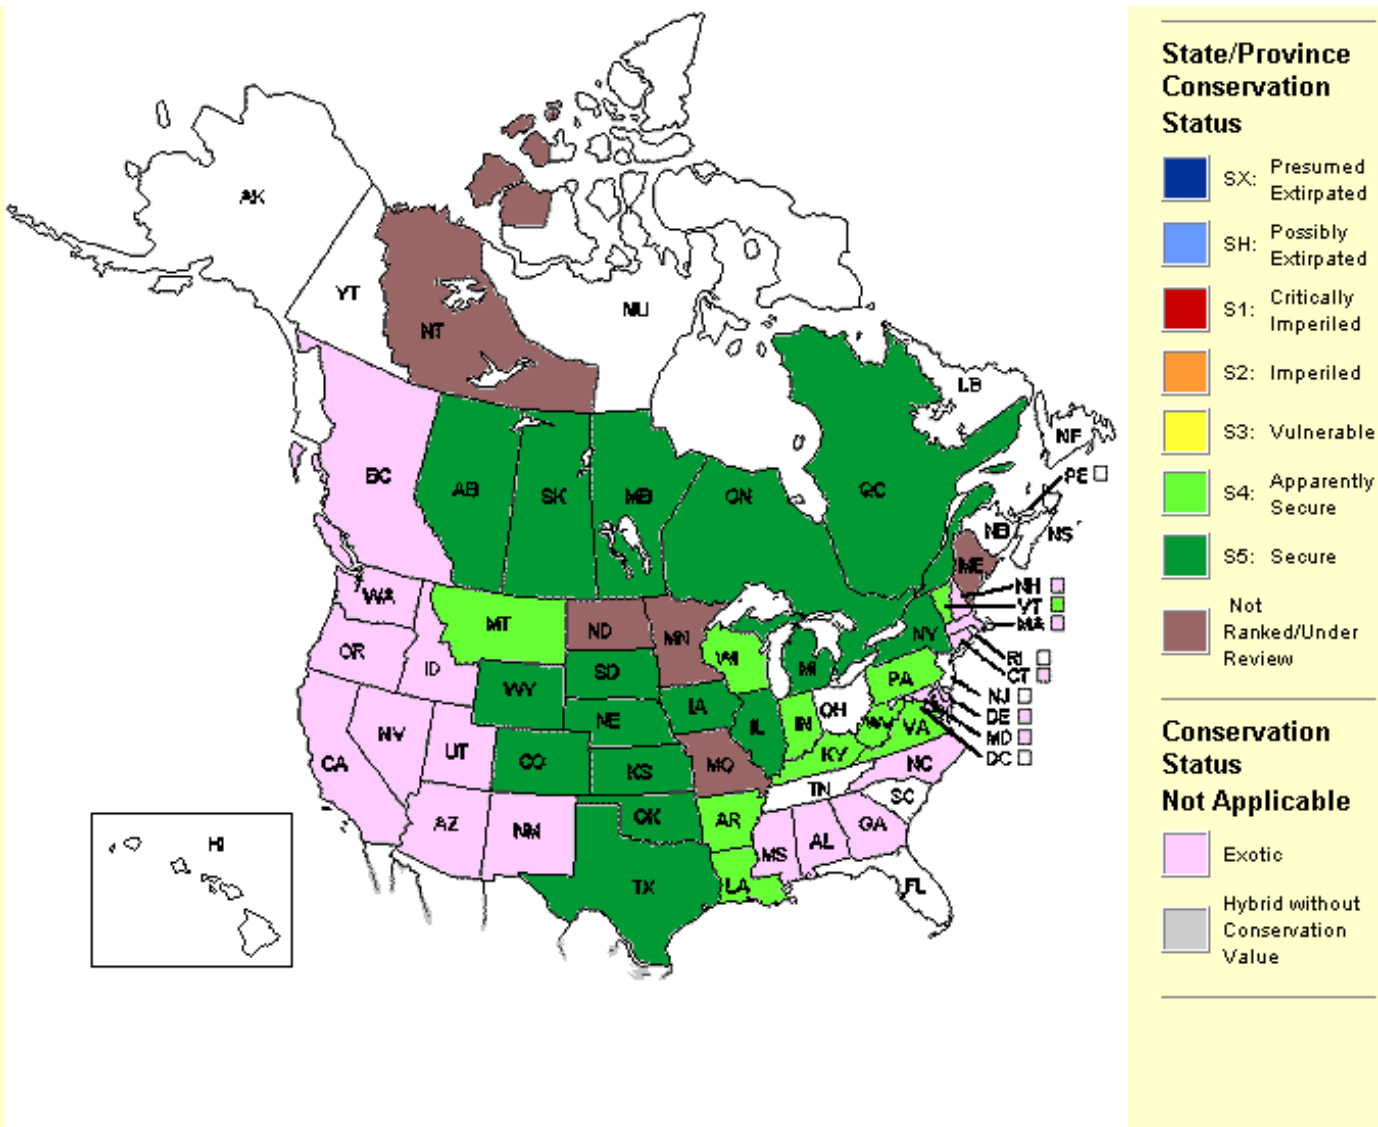 AK
YT
NT
NU
BC
AB
SK
MB
ON
QC
LB
NF
PE
NB
NS
ME
NH
VT
MA
RI
CT
NJ
DE
MD
DC
WA
OR
ID
MT
ND
MN
WI
MI
NY
PA
WY
SD
NE
IA
IL
IN
OH
WV
VA
KY
CA
NV
UT
CO
KS
MO
TN
NC
SC
AZ
NM
OK
AR
TX
LA
MS
AL
GA
FL
HI
State/Province
Conservation
Status
SX: Presumed
Extirpated
SH: Possibly
Extirpated
S1: Critically
Imperiled
S2: Imperiled
S3: Vulnerable
S4: Apparently
Secure
S5: Secure
Not
Ranked/Under
Review
Conservation
Status
Not Applicable
Exotic
Hybrid without
Conservation
Value